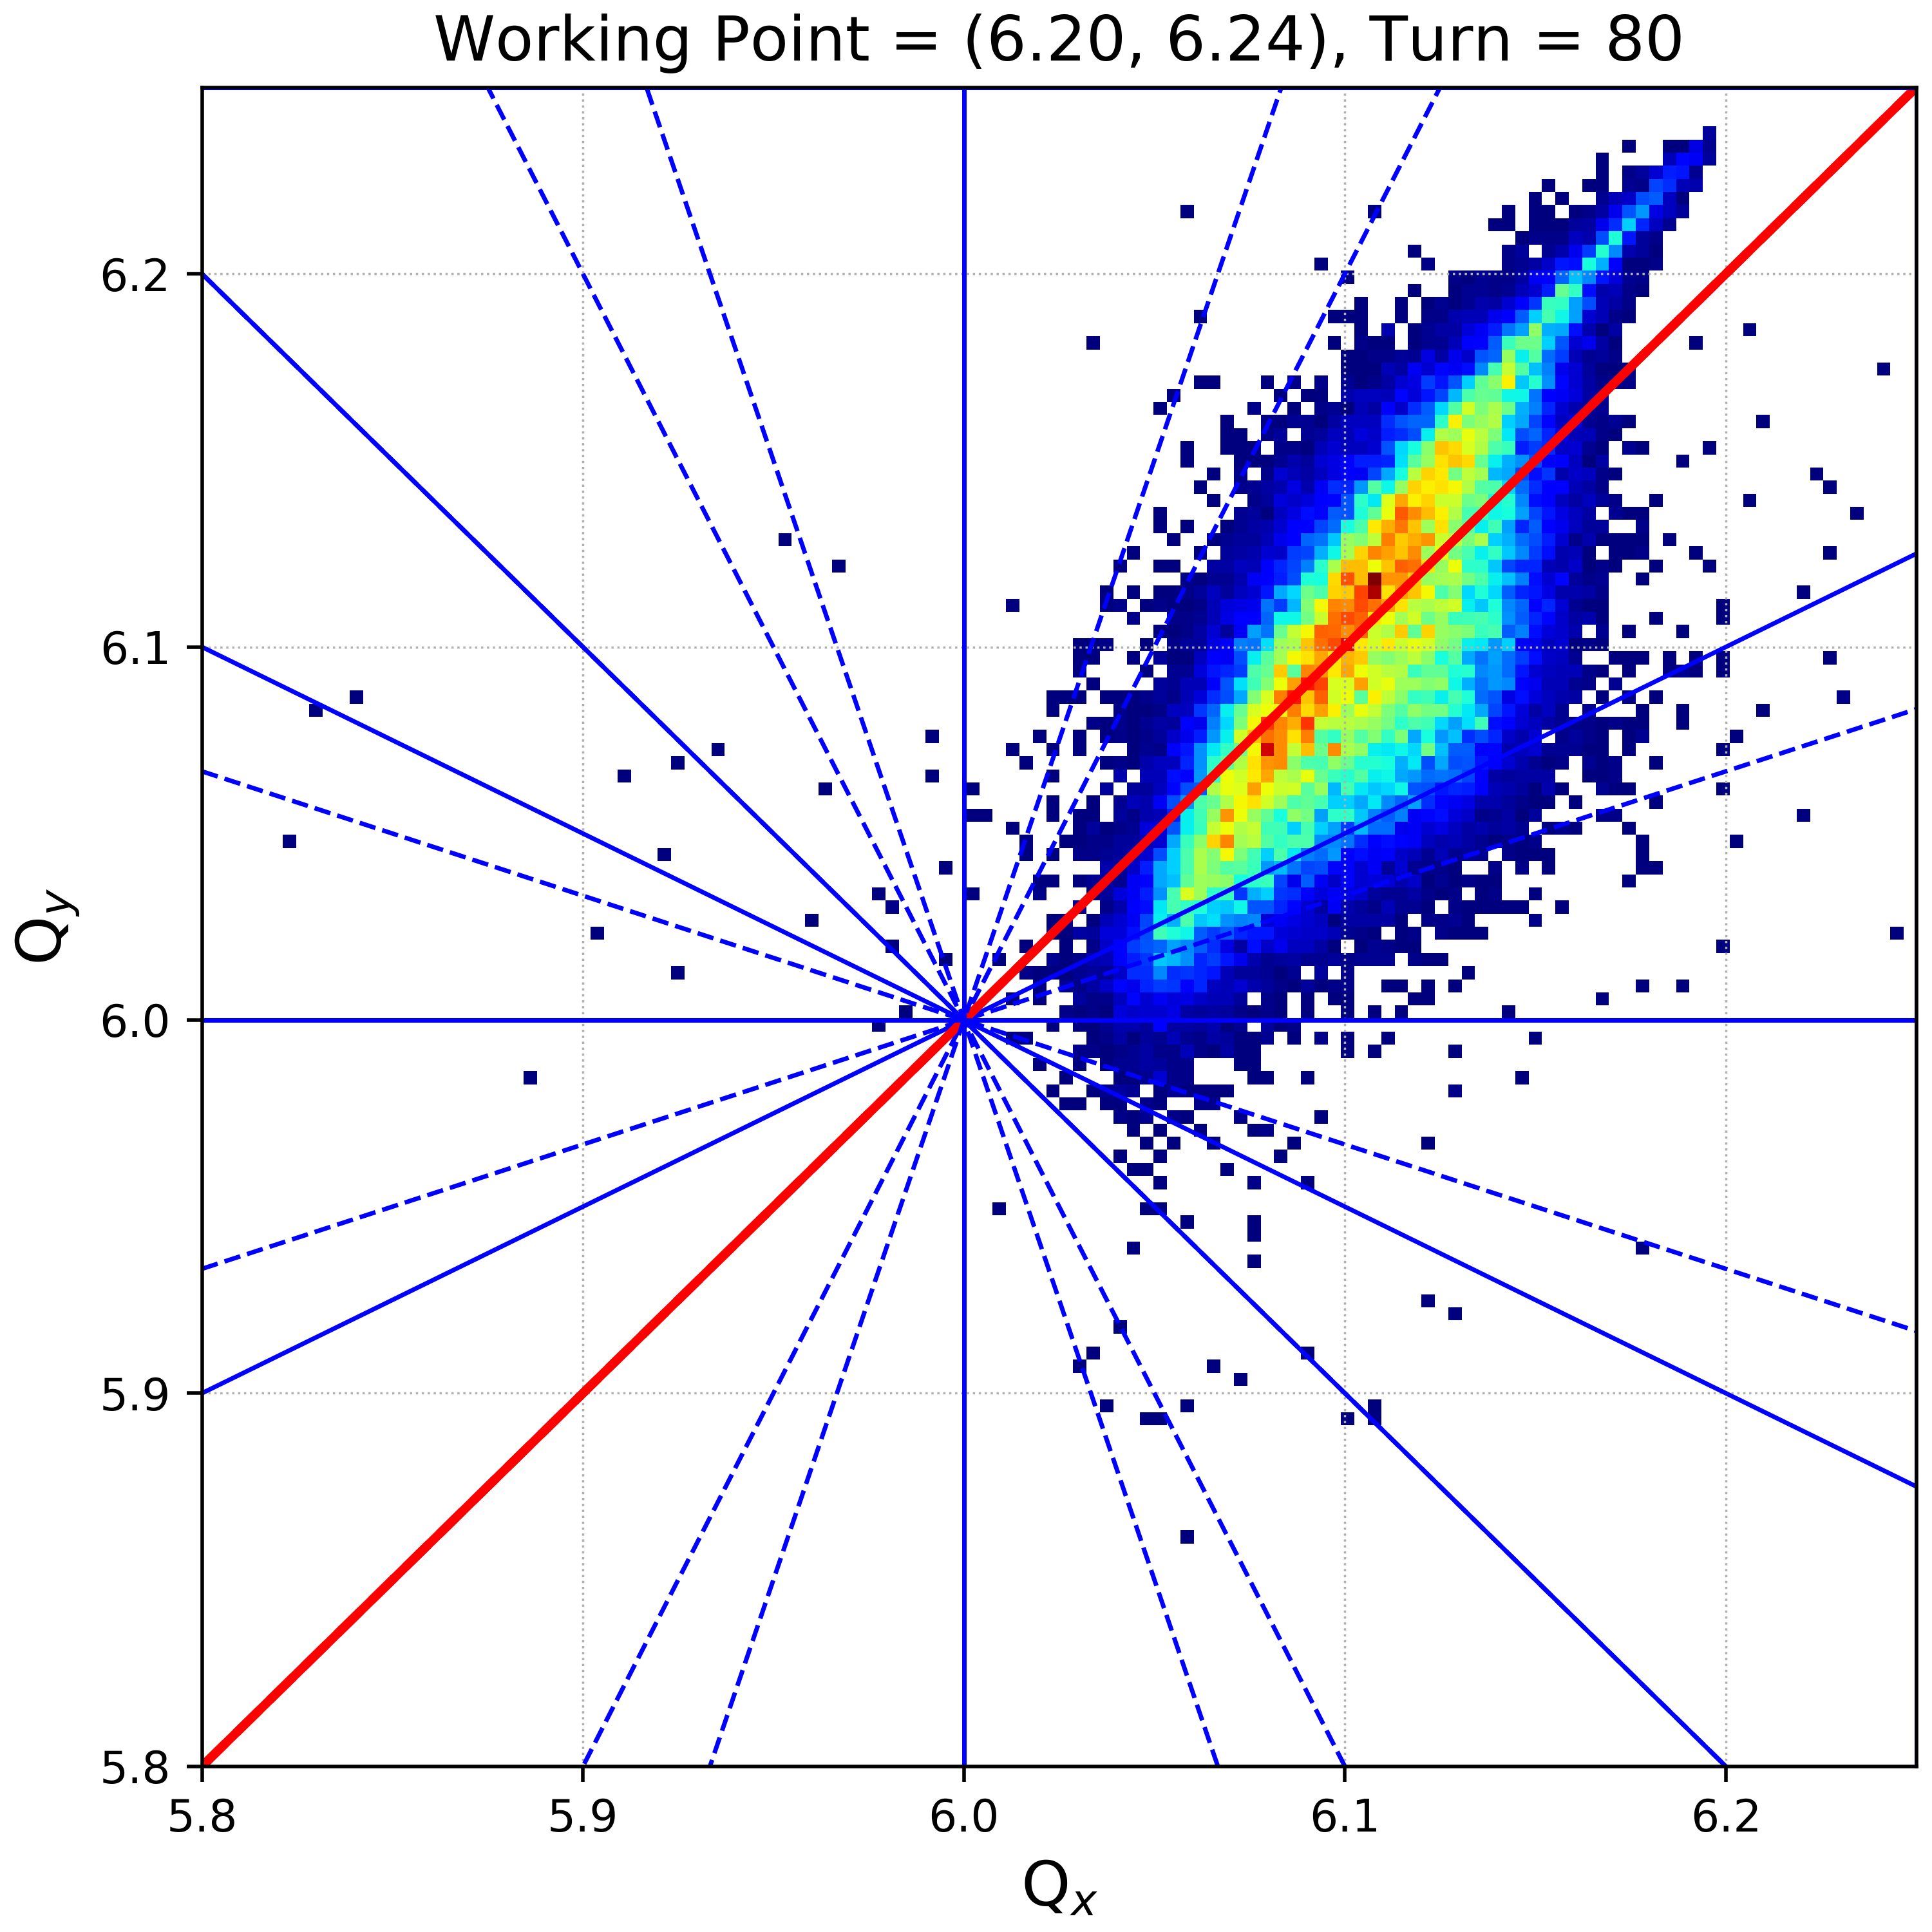 Working Point = (6.20, 6.24), Turn = 80
6.2
6.1
6.0
5.9
5.8
Qy
5.8 5.9 6.0 6.1 6.2
Qx